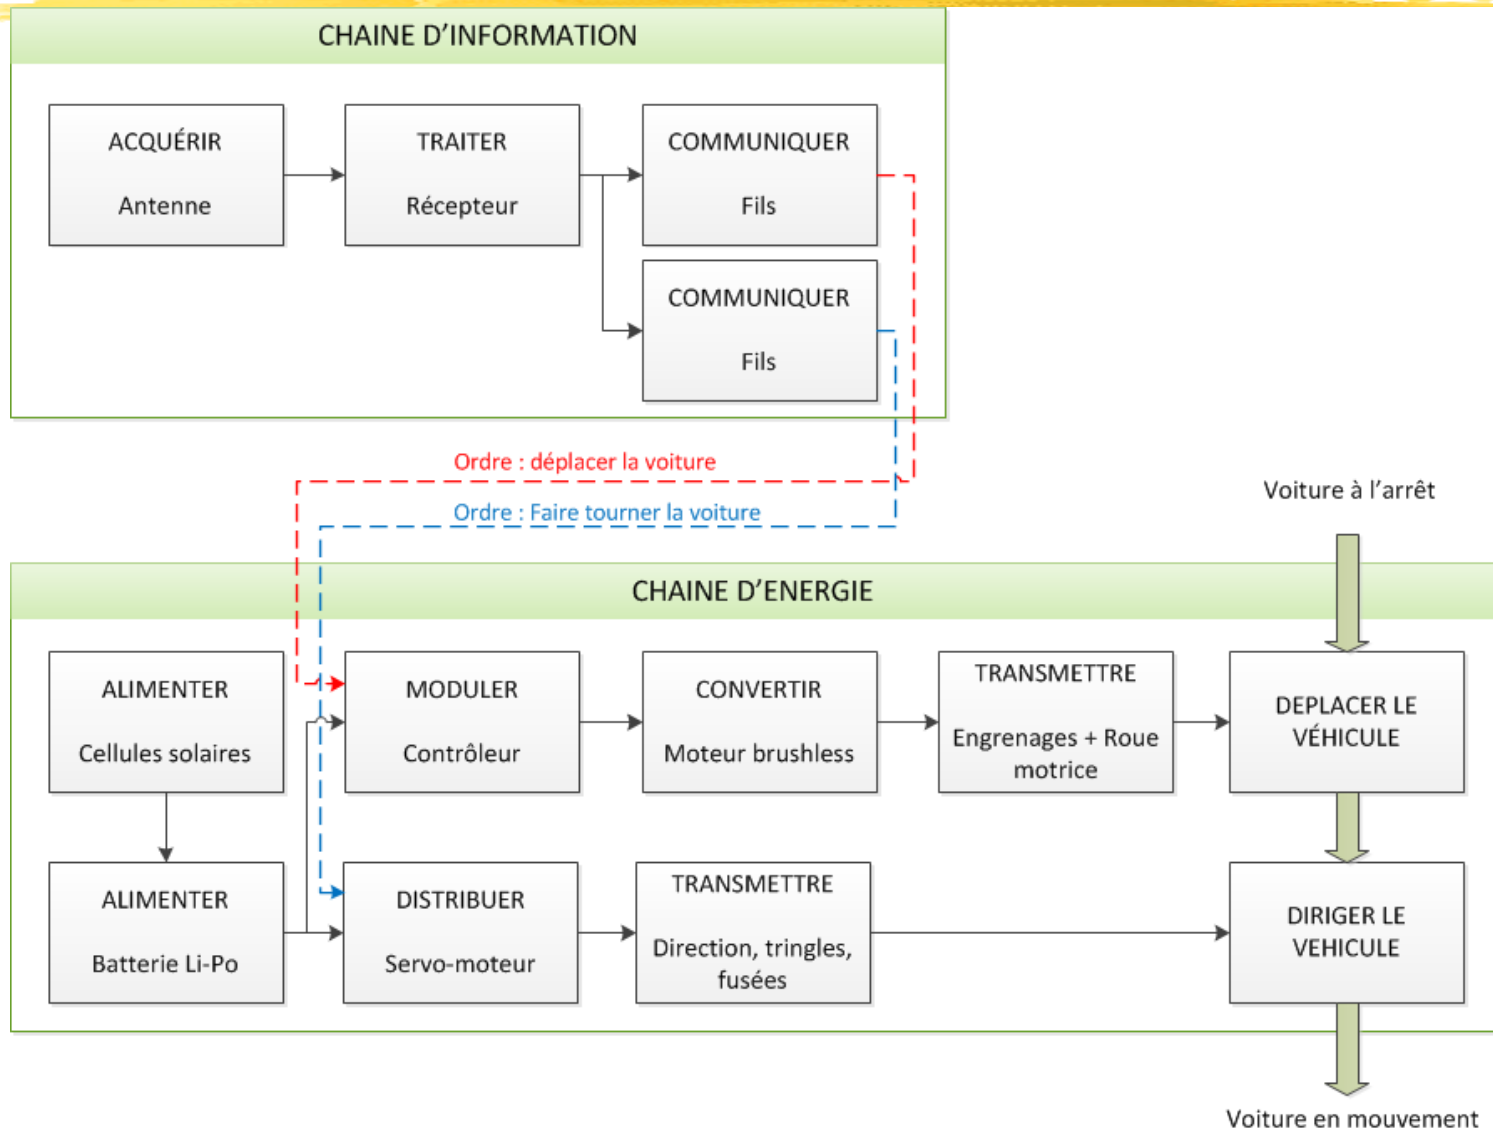 CHAINE D'INFORMATION
ACQUÉRIR
Antenne
TRAITER
Récepteur
COMMUNIQUER
Fils
COMMUNIQUER
Fils
Ordre : déplacer la voiture
Ordre : Faire tourner la voiture
Voiture à l'arrêt
CHAINE D'ENERGIE
ALIMENTER
Cellules solaires
MODULER
Contrôleur
CONVERTIR
Moteur brushless
TRANSMETTRE
Engrenages + Roue
motrice
DEPLACER LE
VÉHICULE
ALIMENTER
Batterie Li-Po
DISTRIBUER
Servo-moteur
TRANSMETTRE
Direction, tringles,
fusées
DIRIGER LE
VEHICULE
Voiture en mouvement